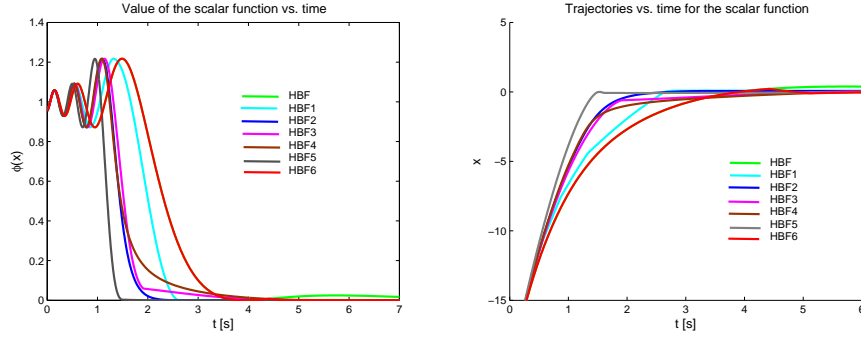 Value of the scalar function vs. time
1.4
1.2
1
0.8
0.6
0.4
0.2
0
ϕ(x)
HBF
HBF1
HBF2
HBF3
HBF4
HBF5
HBF6
0 1 2 3 4 5 6 7
t [s]
Trajectories vs. time for the scalar function
5
0
−5
−10
−15
x
HBF
HBF1
HBF2
HBF3
HBF4
HBF5
HBF6
0 1 2 3 4 5 6
t [s]